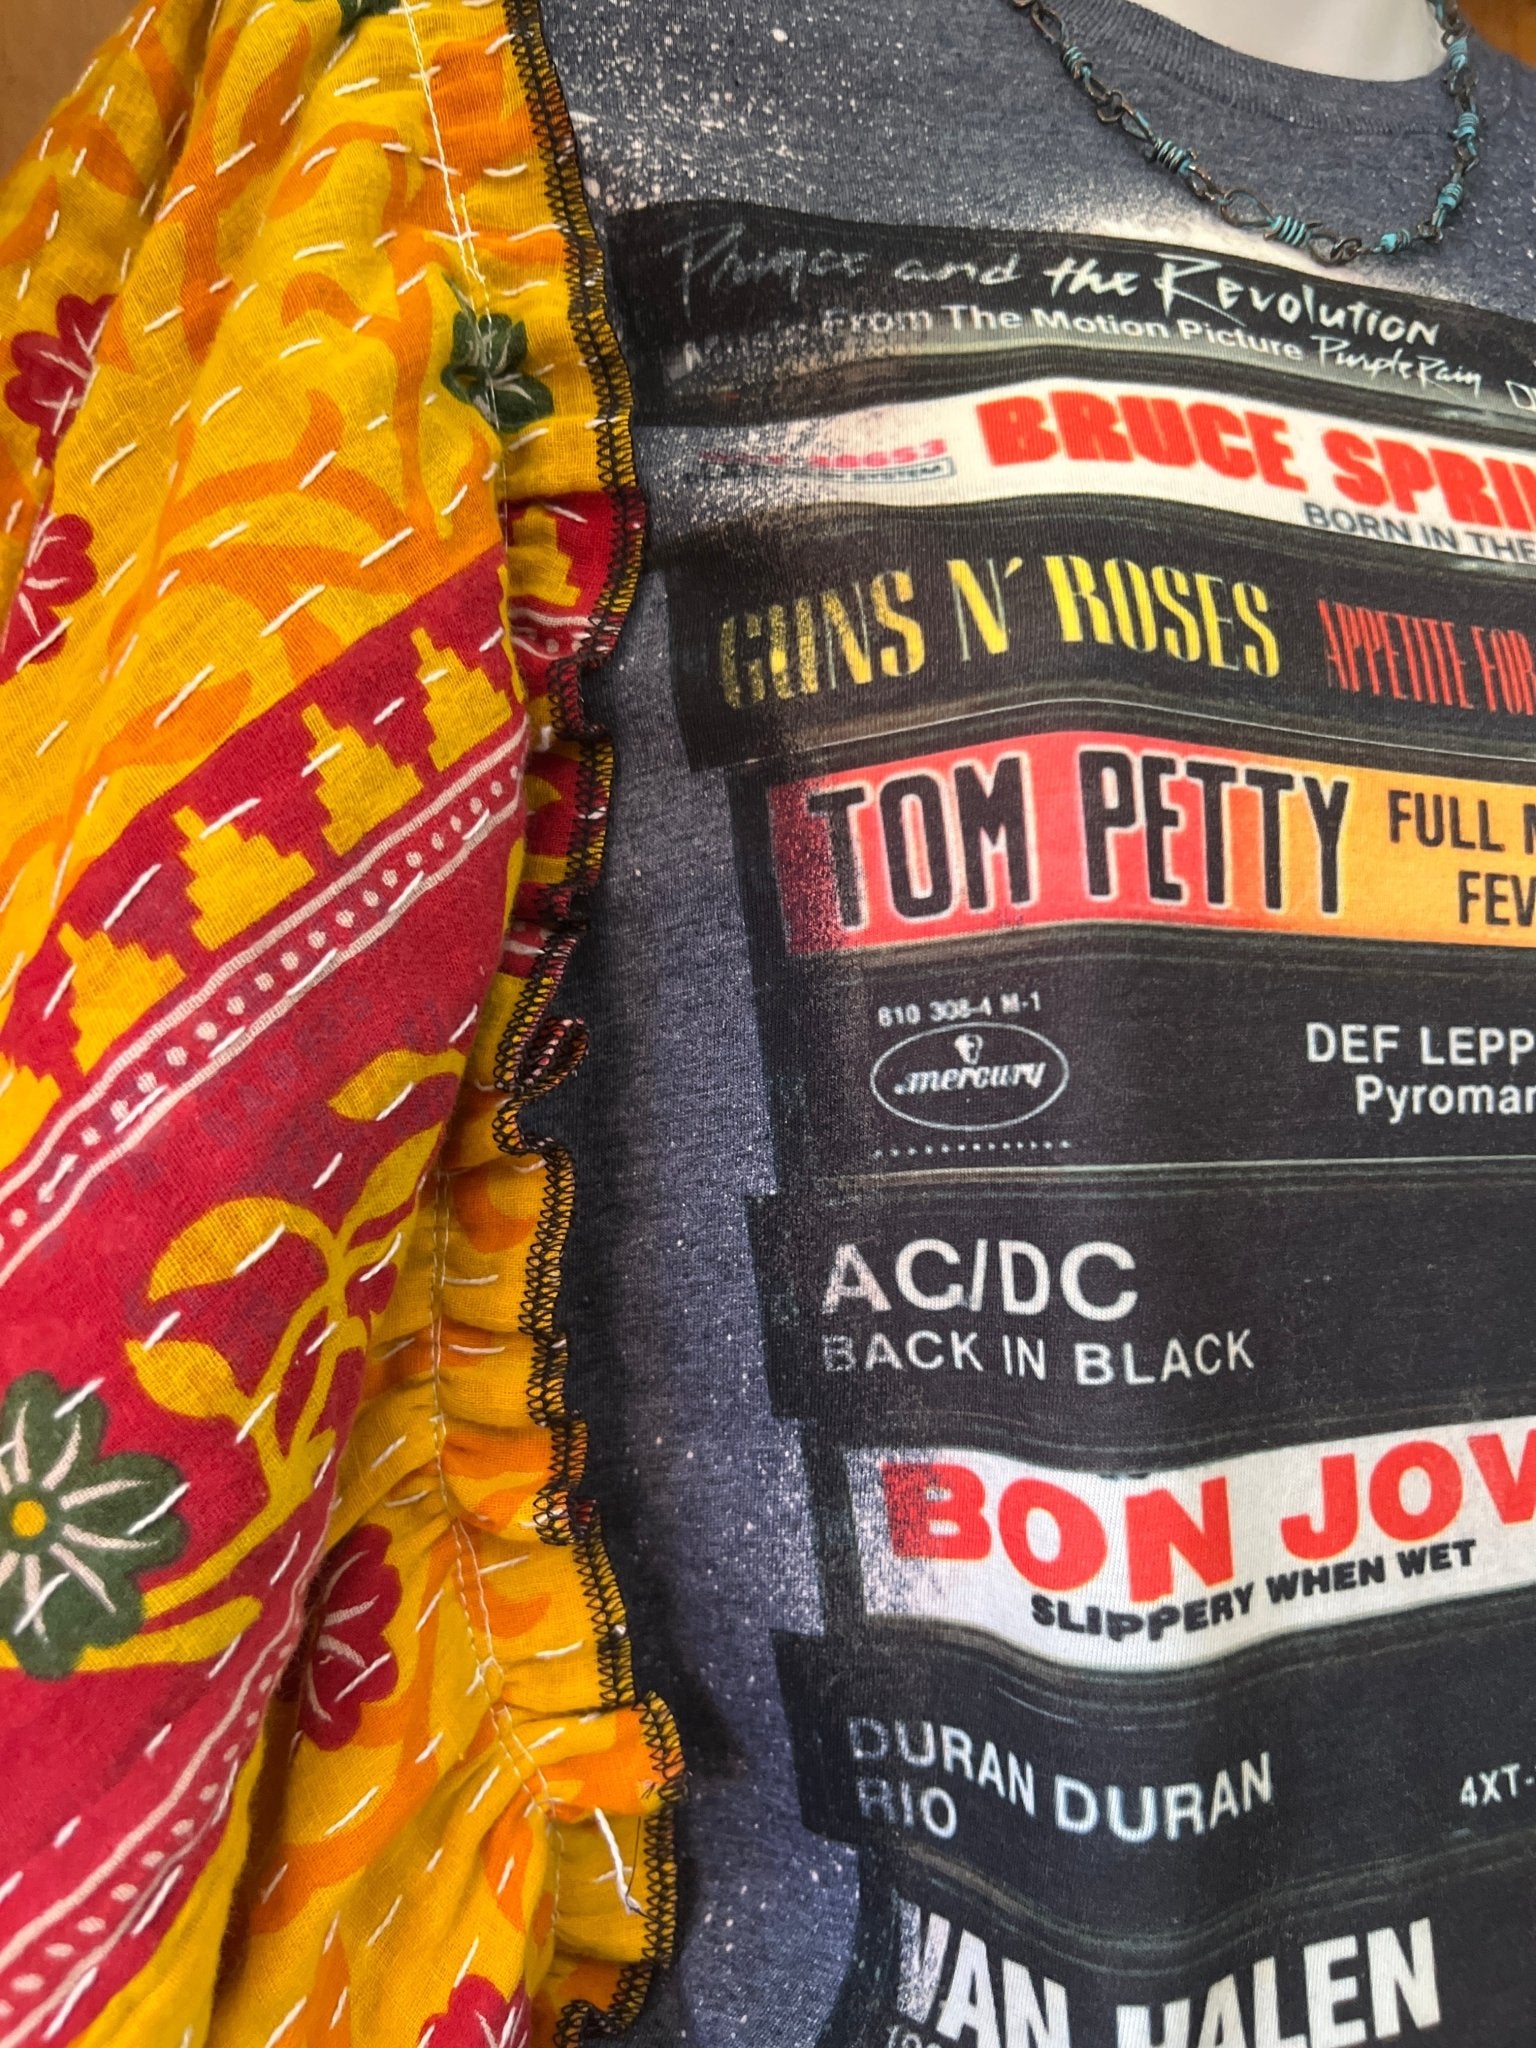 Prince and the Revolution
Music From The Motion Picture Purple Rain
BRUCE SPRI
BORN IN THE
GUNS N' ROSES APPETITE FOR
TOM PETTY
FULL
FEV
810 308-4 M-1
mercury
DEF LEPP
Pyroman
AC/DC
BACK IN BLACK
BON JOV
SLIPPERY WHEN WET
DURAN DURAN
RIO
4XT-
VAN HALEN